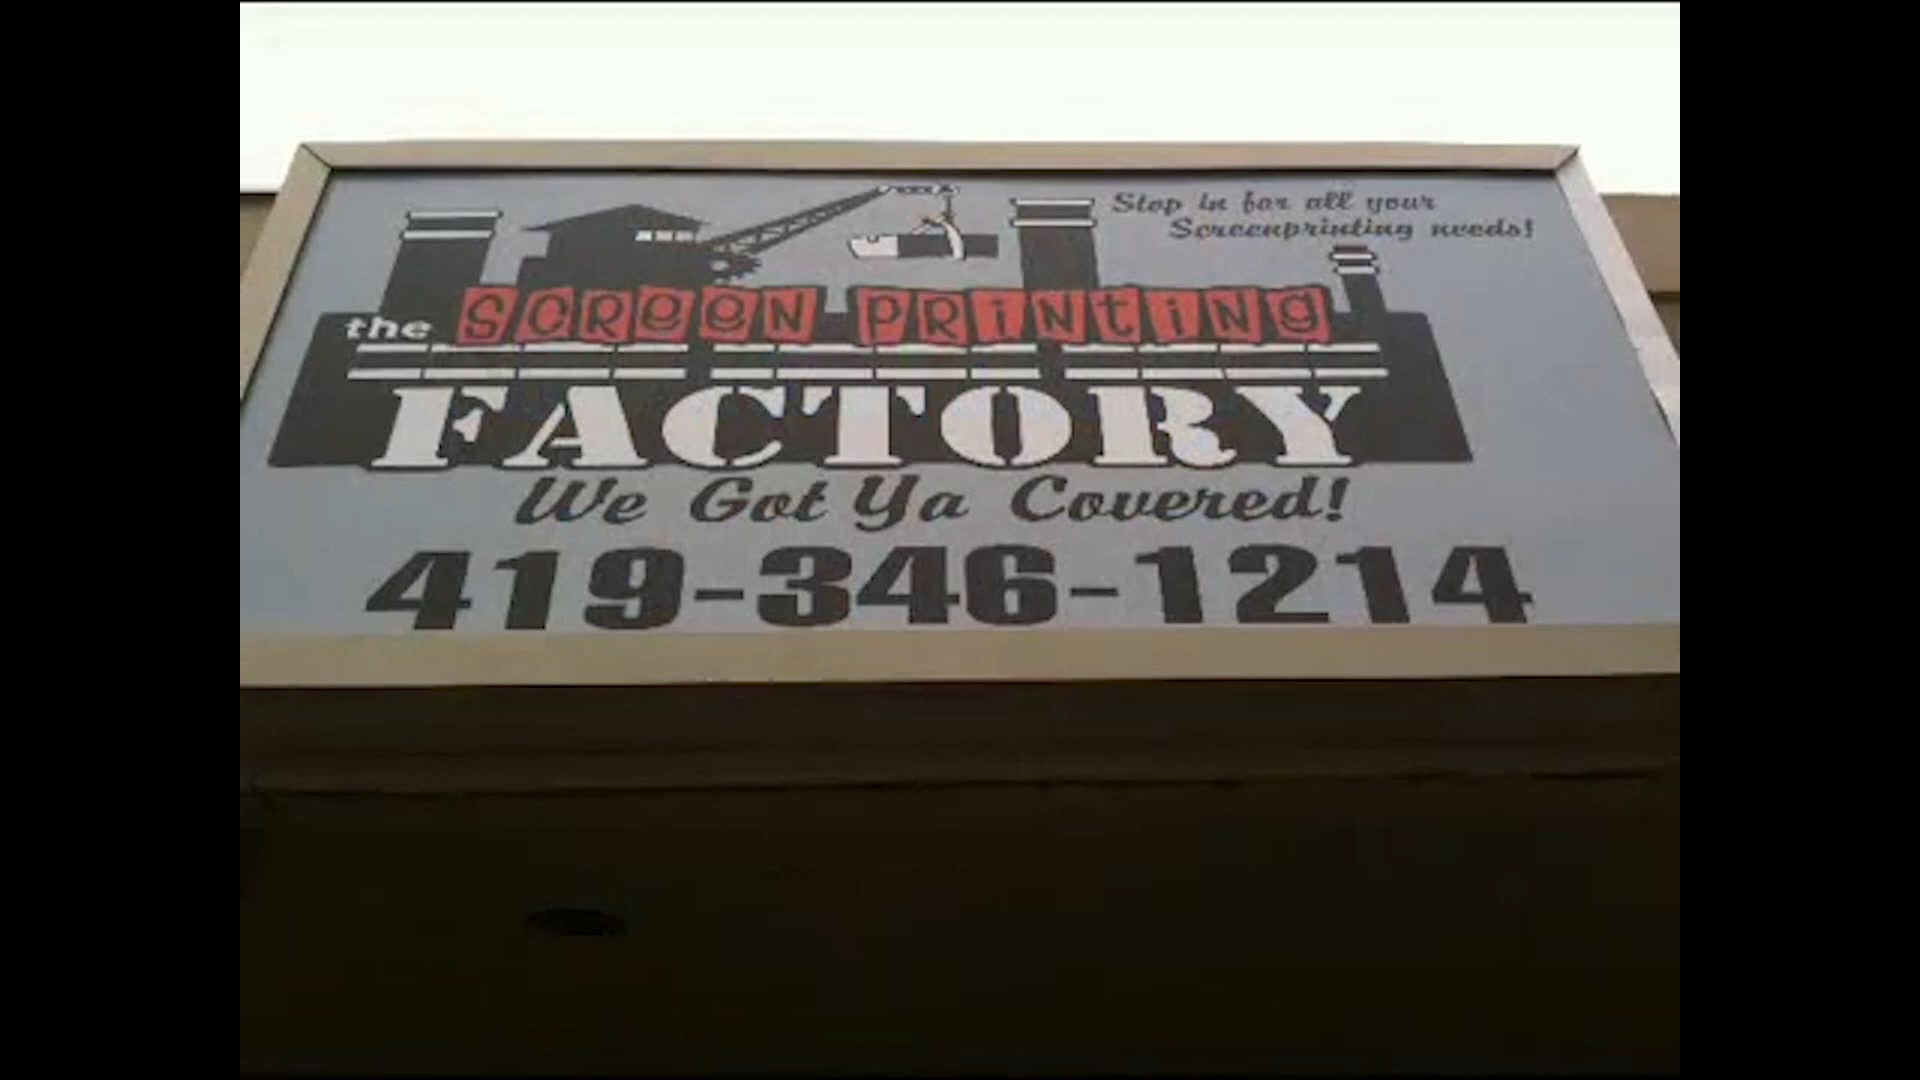 Stop in for all your
Screenprinting needs!
the SCReeN PRiNtiNg
FACTORY
We Got Ya Covered!
419-346-1214